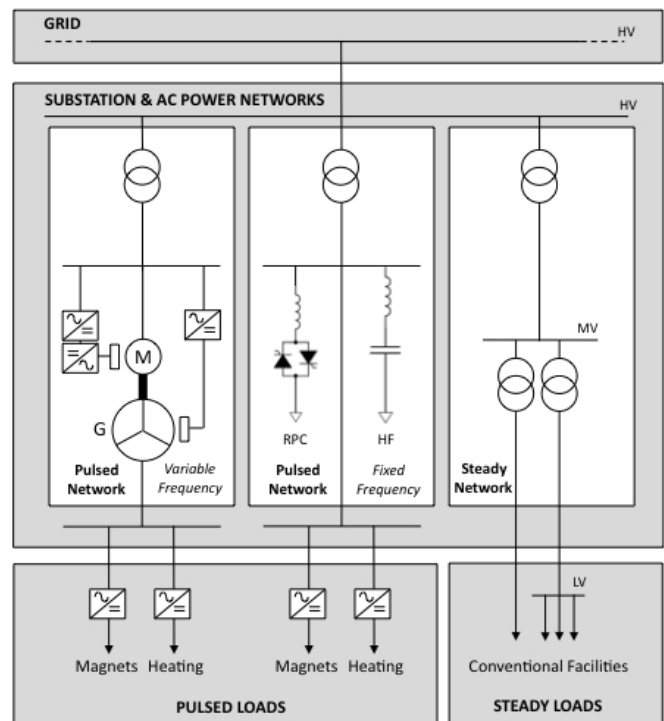 GRID
HV
SUBSTATION & AC POWER NETWORKS
HV
M
G
Pulsed
Network
Variable
Frequency
RPC
HF
Pulsed
Network
Fixed
Frequency
MV
Steady
Network
LV
Magnets
Heating
Magnets
Heating
Conventional Facilities
PULSED LOADS
STEADY LOADS